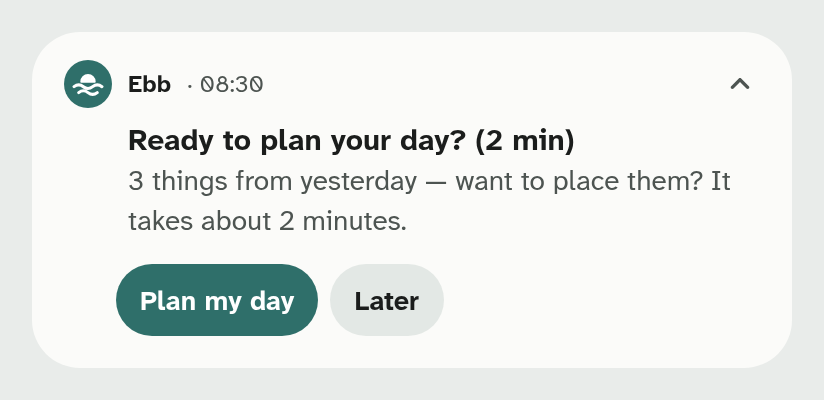 Ebb · 08:30
Ready to plan your day? (2 min)
3 things from yesterday — want to place them? It
takes about 2 minutes.
Plan my day Later